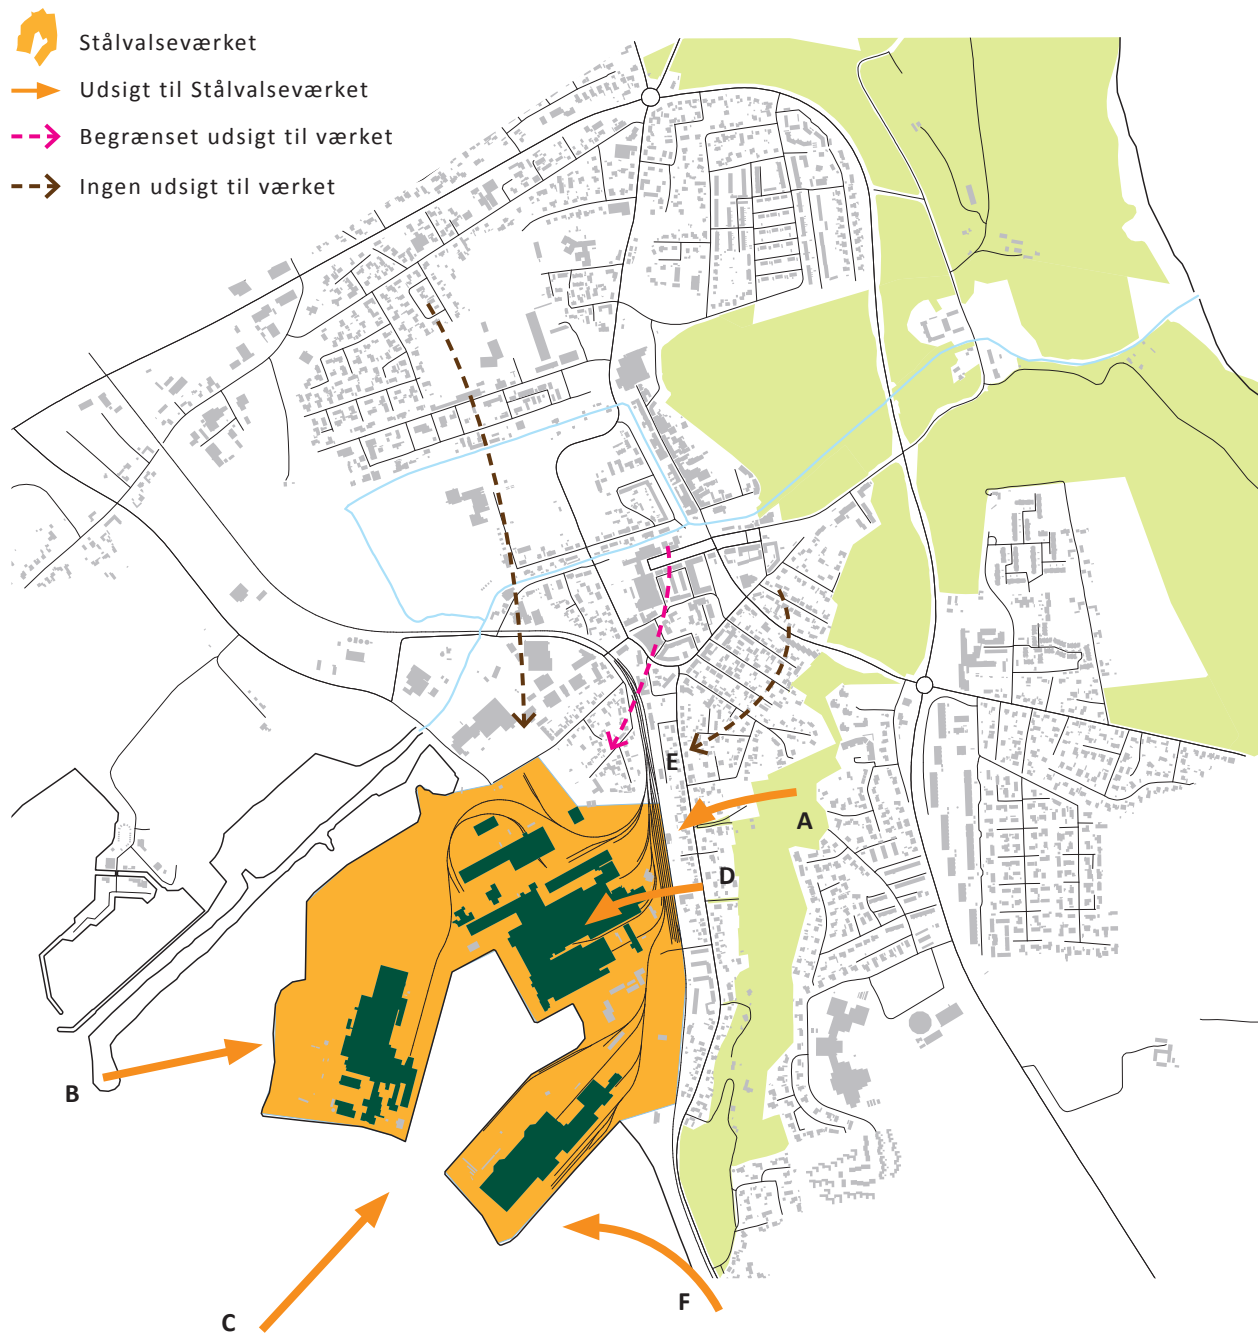 Stålvalseværket
Udsigt til Stålvalseværket
Begrænset udsigt til værket
Ingen udsigt til værket
E
A
D
B
F
C